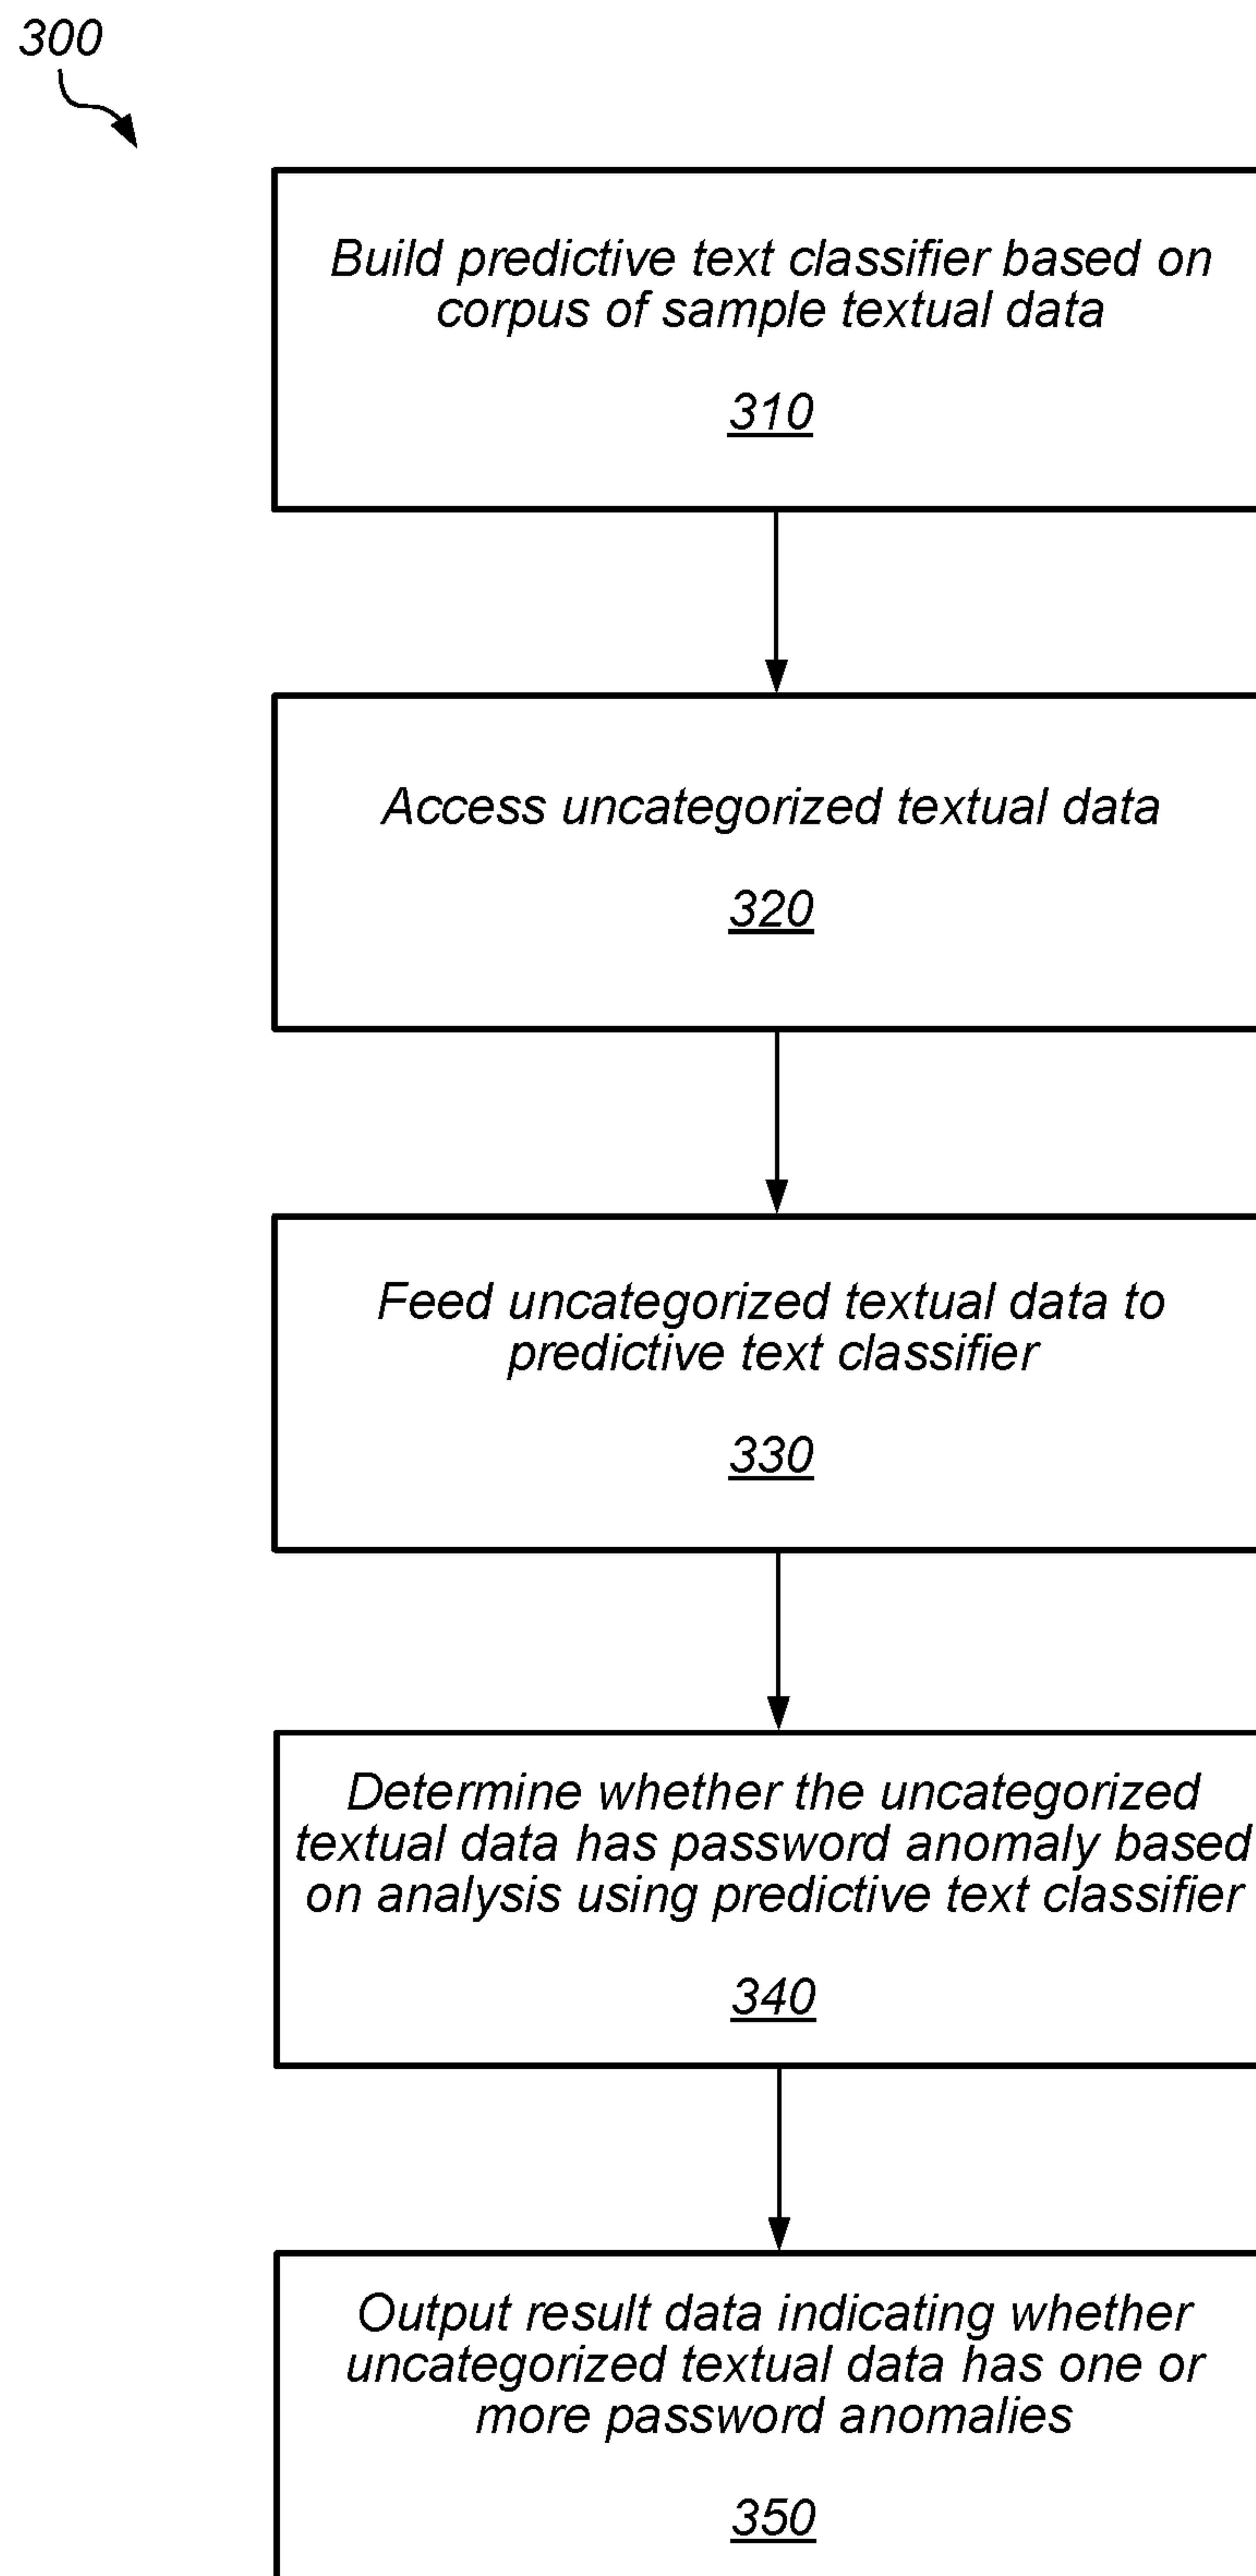 300
Build predictive text classifier based on
corpus of sample textual data
310
Access uncategorized textual data
320
Feed uncategorized textual data to
predictive text classifier
330
Determine whether the uncategorized
textual data has password anomaly based
on analysis using predictive text classifier
340
Output result data indicating whether
uncategorized textual data has one or
more password anomalies
350